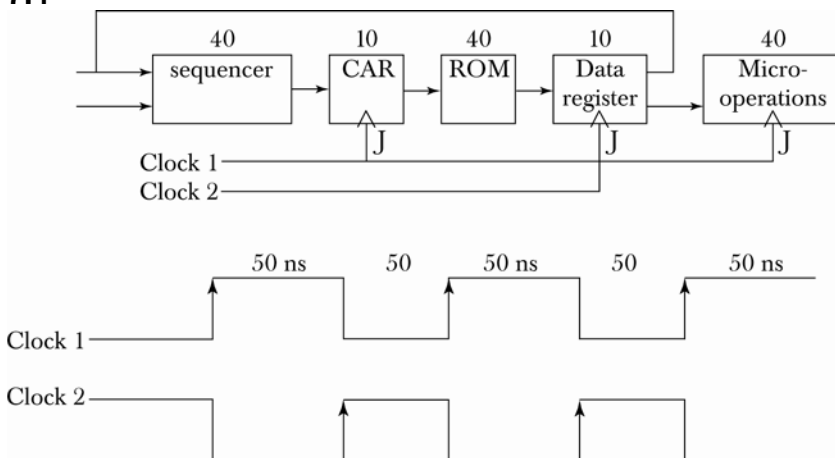 40 10 40 10 40
sequencer CAR ROM Data register Micro-operations
J J J
Clock 1
Clock 2
50 ns 50 50 ns 50 50 ns
Clock 1
Clock 2